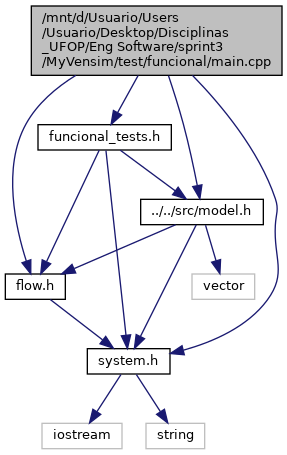 /mnt/d/Usuario/Users
/Usuario/Desktop/Disciplinas
_UFOP/Eng Software/sprint3
/MyVensim/test/funcional/main.cpp
funcional_tests.h
../../src/model.h
flow.h
vector
system.h
iostream
string